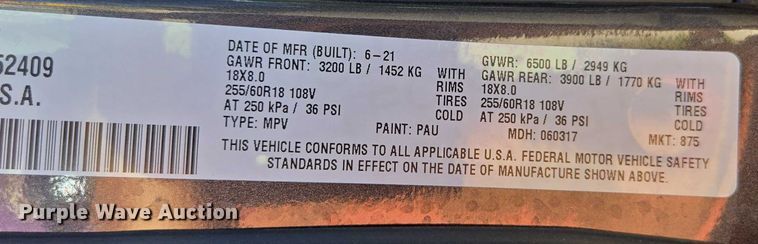 52409
S.A.
DATE OF MFR (BUILT): 6-21
GAWR FRONT: 3200 LB / 1452 KG WITH
18X8.0 RIMS
255/60R18 108V TIRES
AT 250 kPa / 36 PSI COLD
TYPE: MPV PAINT: PAU
GVWR: 6500 LB / 2949 KG
GAWR REAR: 3900 LB / 1770 KG WITH
18X8.0 RIMS
255/60R18 108V TIRES
AT 250 kPa / 36 PSI COLD
MDH: 060317 MKT: 875
THIS VEHICLE CONFORMS TO ALL APPLICABLE U.S.A. FEDERAL MOTOR VEHICLE SAFETY
STANDARDS IN EFFECT ON THE DATE OF MANUFACTURE SHOWN ABOVE.
Purple Wave Auction